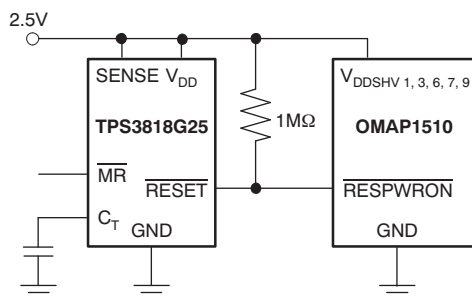 2.5V
SENSE V_DD
TPS3818G25
MR
RESET
C_T
GND
1MΩ
V_DDSHV 1, 3, 6, 7, 9
OMAP1510
RESPWRON
GND